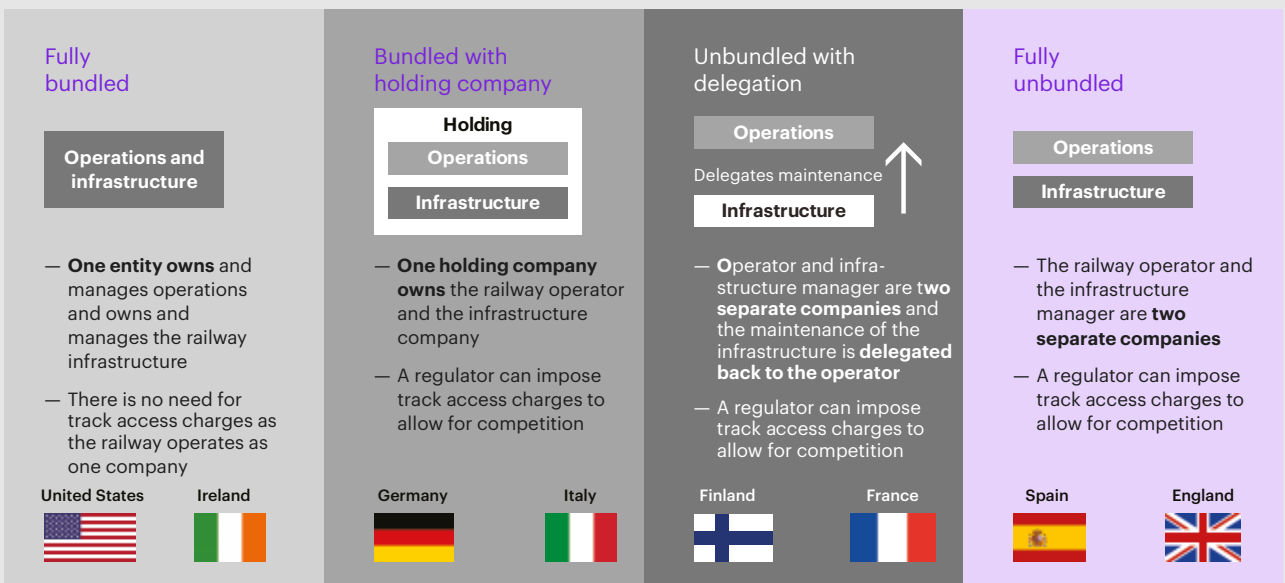 Fully
bundled
Operations and
infrastructure
— One entity owns and
manages operations
and owns and
manages the railway
infrastructure
— There is no need for
track access charges as
the railway operates as
one company
United States
Ireland
Bundled with
holding company
Holding
Operations
Infrastructure
— One holding company
owns the railway operator
and the infrastructure
company
— A regulator can impose
track access charges to
allow for competition
Germany
Italy
Unbundled with
delegation
Operations
Delegates maintenance
Infrastructure
— Operator and infra-
structure manager are two
separate companies and
the maintenance of the
infrastructure is delegated
back to the operator
— A regulator can impose
track access charges to
allow for competition
Finland
France
Fully
unbundled
Operations
Infrastructure
— The railway operator and
the infrastructure
manager are two
separate companies
— A regulator can impose
track access charges to
allow for competition
Spain
England